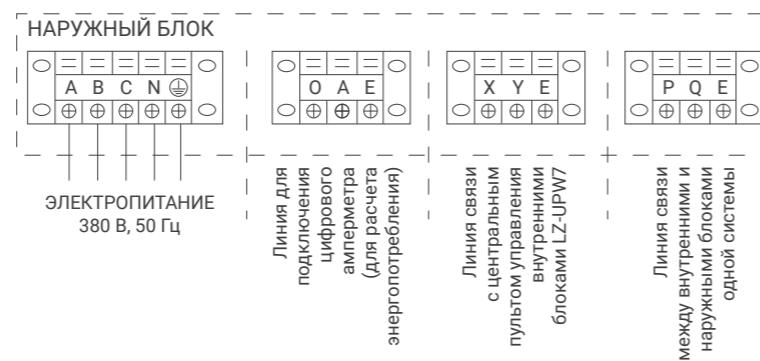 НАРУЖНЫЙ БЛОК
A B C N
O A E
X Y E
P Q E
ЭЛЕКТРОПИТАНИЕ
380 В, 50 Гц
Линия для
подключения
цифрового
амперметра
(для расчета
энергопотребления)
Линия связи
с центральным
пультом управления
внутренними
блоками LZ-UPW7
Линия связи
между внутренними и
наружными блоками
одной системы